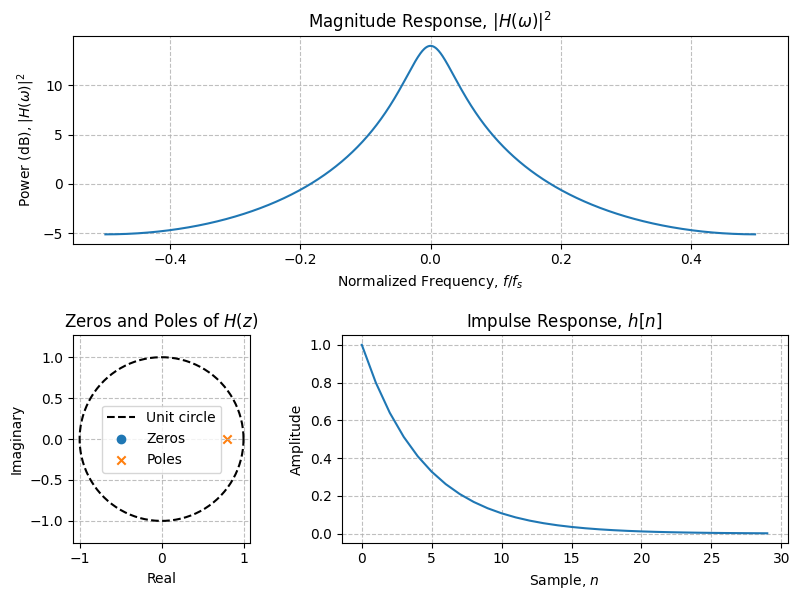 Magnitude Response, |H(ω)|²
Power (dB), |H(ω)|²
10
5
0
−5
−0.4 −0.2 0.0 0.2 0.4
Normalized Frequency, f/fₛ
Zeros and Poles of H(z)
Imaginary
1.0
0.5
0.0
−0.5
−1.0
Unit circle
Zeros
Poles
−1 0 1
Real
Impulse Response, h[n]
Amplitude
1.0
0.8
0.6
0.4
0.2
0.0
0 5 10 15 20 25 30
Sample, n